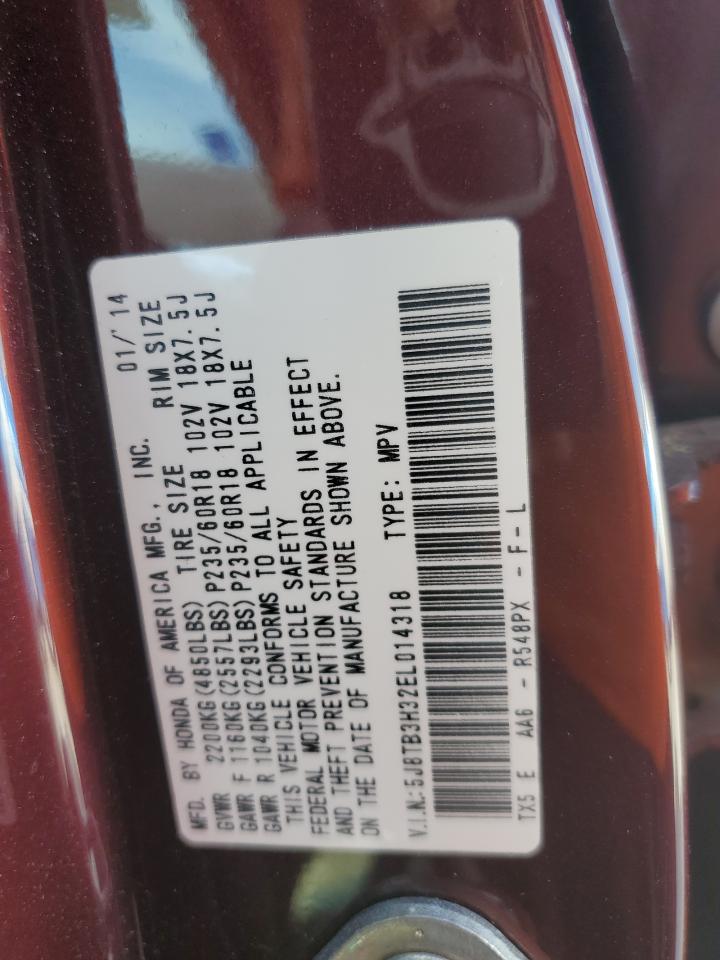 MFD. BY HONDA OF AMERICA MFG., INC. 01/'14
GVWR 2200KG(4850LBS) TIRE SIZE RIM SIZE
GAWR F 1160KG(2557LBS)P235/60R18 102V 18X7.5J
GAWR R 1040KG(2293LBS)P235/60R18 102V 18X7.5J
THIS VEHICLE CONFORMS TO ALL APPLICABLE
FEDERAL MOTOR VEHICLE SAFETY
AND THEFT PREVENTION STANDARDS IN EFFECT
ON THE DATE OF MANUFACTURE SHOWN ABOVE.
V.I.N.:5J8TB3H32EL014318 TYPE: MPV
TX5 E AA6 - R548PX - F - L